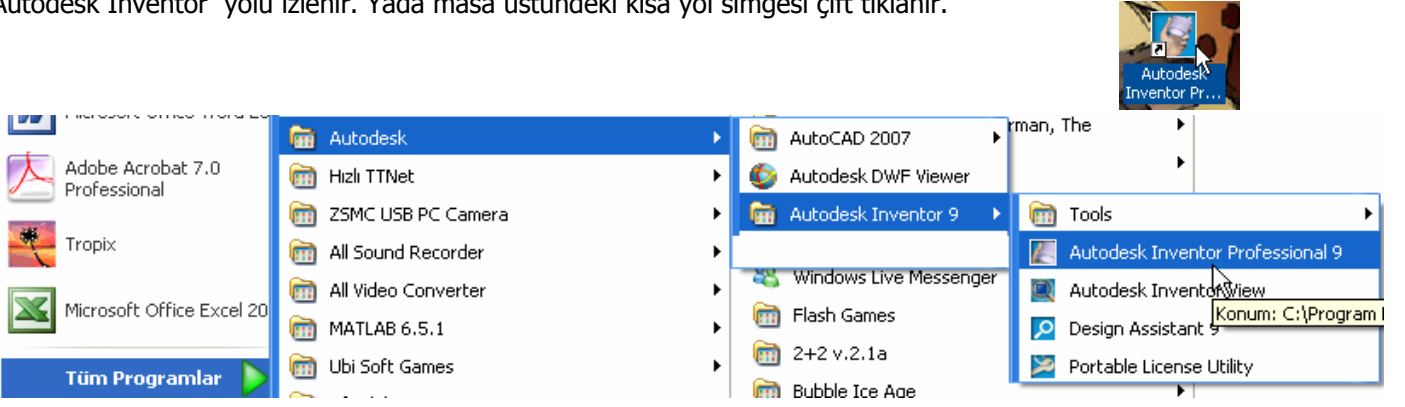 Autodesk Inventor yolu izlenir. Yada masa üstündeki kısa yol simgesi çift tıklanır.
Autodesk
Inventor Pr...
Adobe Acrobat 7.0
Professional
Tropix
Microsoft Office Excel 20
Tüm Programlar
Autodesk
Hızlı TTNet
ZSMC USB PC Camera
All Sound Recorder
All Video Converter
MATLAB 6.5.1
Ubi Soft Games
AutoCAD 2007
Autodesk DWF Viewer
Autodesk Inventor 9
rman, The
Windows Live Messenger
Flash Games
2+2 v.2.1a
Bubble Ice Age
Tools
Autodesk Inventor Professional 9
Autodesk Inventor View
Konum: C:\Program
Design Assistant 9
Portable License Utility